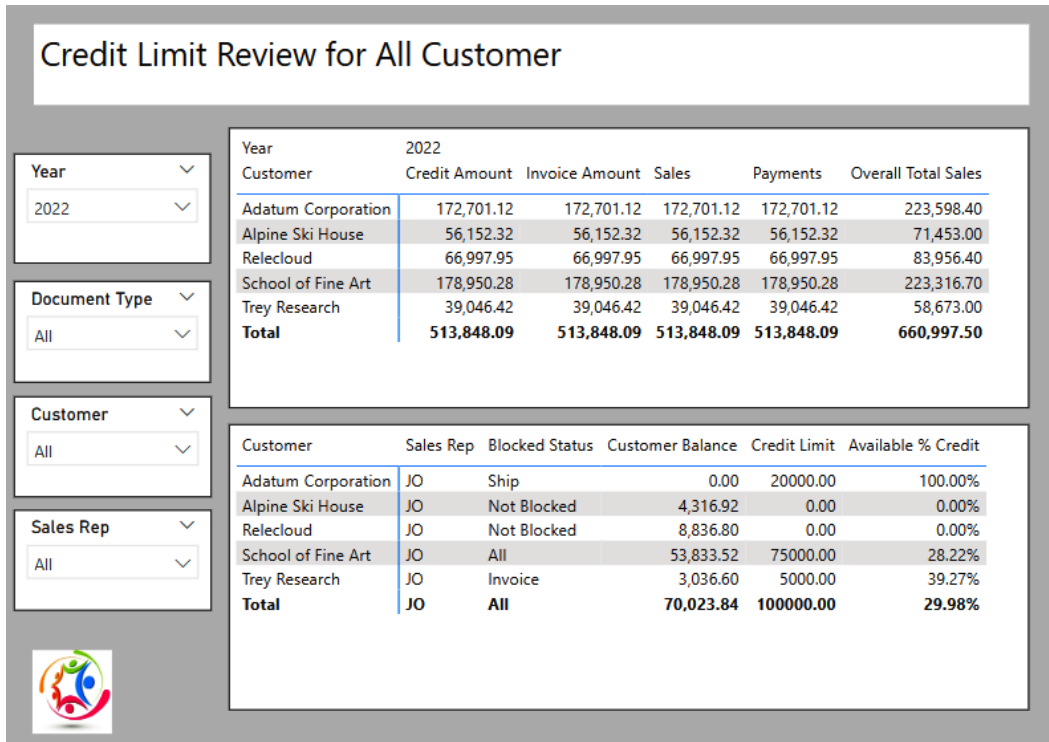 Credit Limit Review for All Customer
Year
2022
Document Type
All
Customer
All
Sales Rep
All
Year 2022
Customer Credit Amount Invoice Amount Sales Payments Overall Total Sales
Adatum Corporation 172,701.12 172,701.12 172,701.12 172,701.12 223,598.40
Alpine Ski House 56,152.32 56,152.32 56,152.32 56,152.32 71,453.00
Relecloud 66,997.95 66,997.95 66,997.95 66,997.95 83,956.40
School of Fine Art 178,950.28 178,950.28 178,950.28 178,950.28 223,316.70
Trey Research 39,046.42 39,046.42 39,046.42 39,046.42 58,673.00
Total 513,848.09 513,848.09 513,848.09 513,848.09 660,997.50
Customer Sales Rep Blocked Status Customer Balance Credit Limit Available % Credit
Adatum Corporation JO Ship 0.00 20000.00 100.00%
Alpine Ski House JO Not Blocked 4,316.92 0.00 0.00%
Relecloud JO Not Blocked 8,836.80 0.00 0.00%
School of Fine Art JO All 53,833.52 75000.00 28.22%
Trey Research JO Invoice 3,036.60 5000.00 39.27%
Total JO All 70,023.84 100000.00 29.98%